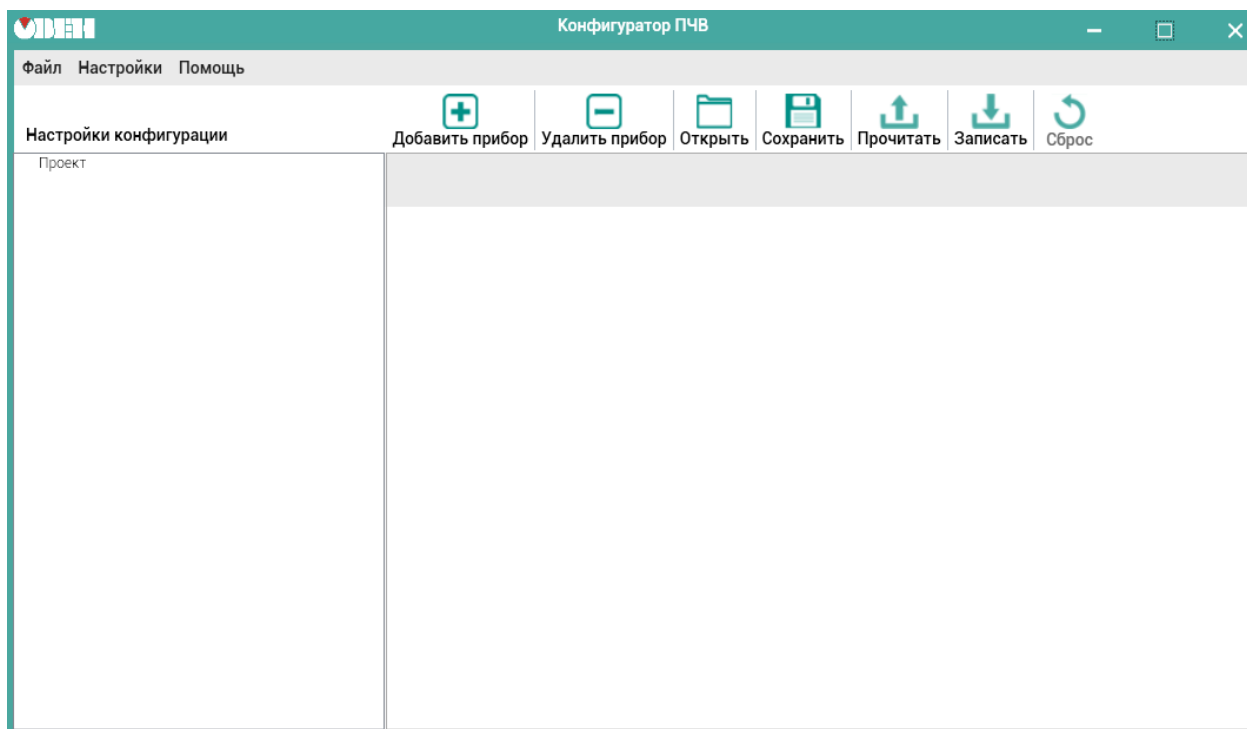 ОВЕН Конфигуратор ПЧВ
Файл Настройки Помощь
Настройки конфигурации
Добавить прибор Удалить прибор Открыть Сохранить Прочитать Записать Сброс
Проект